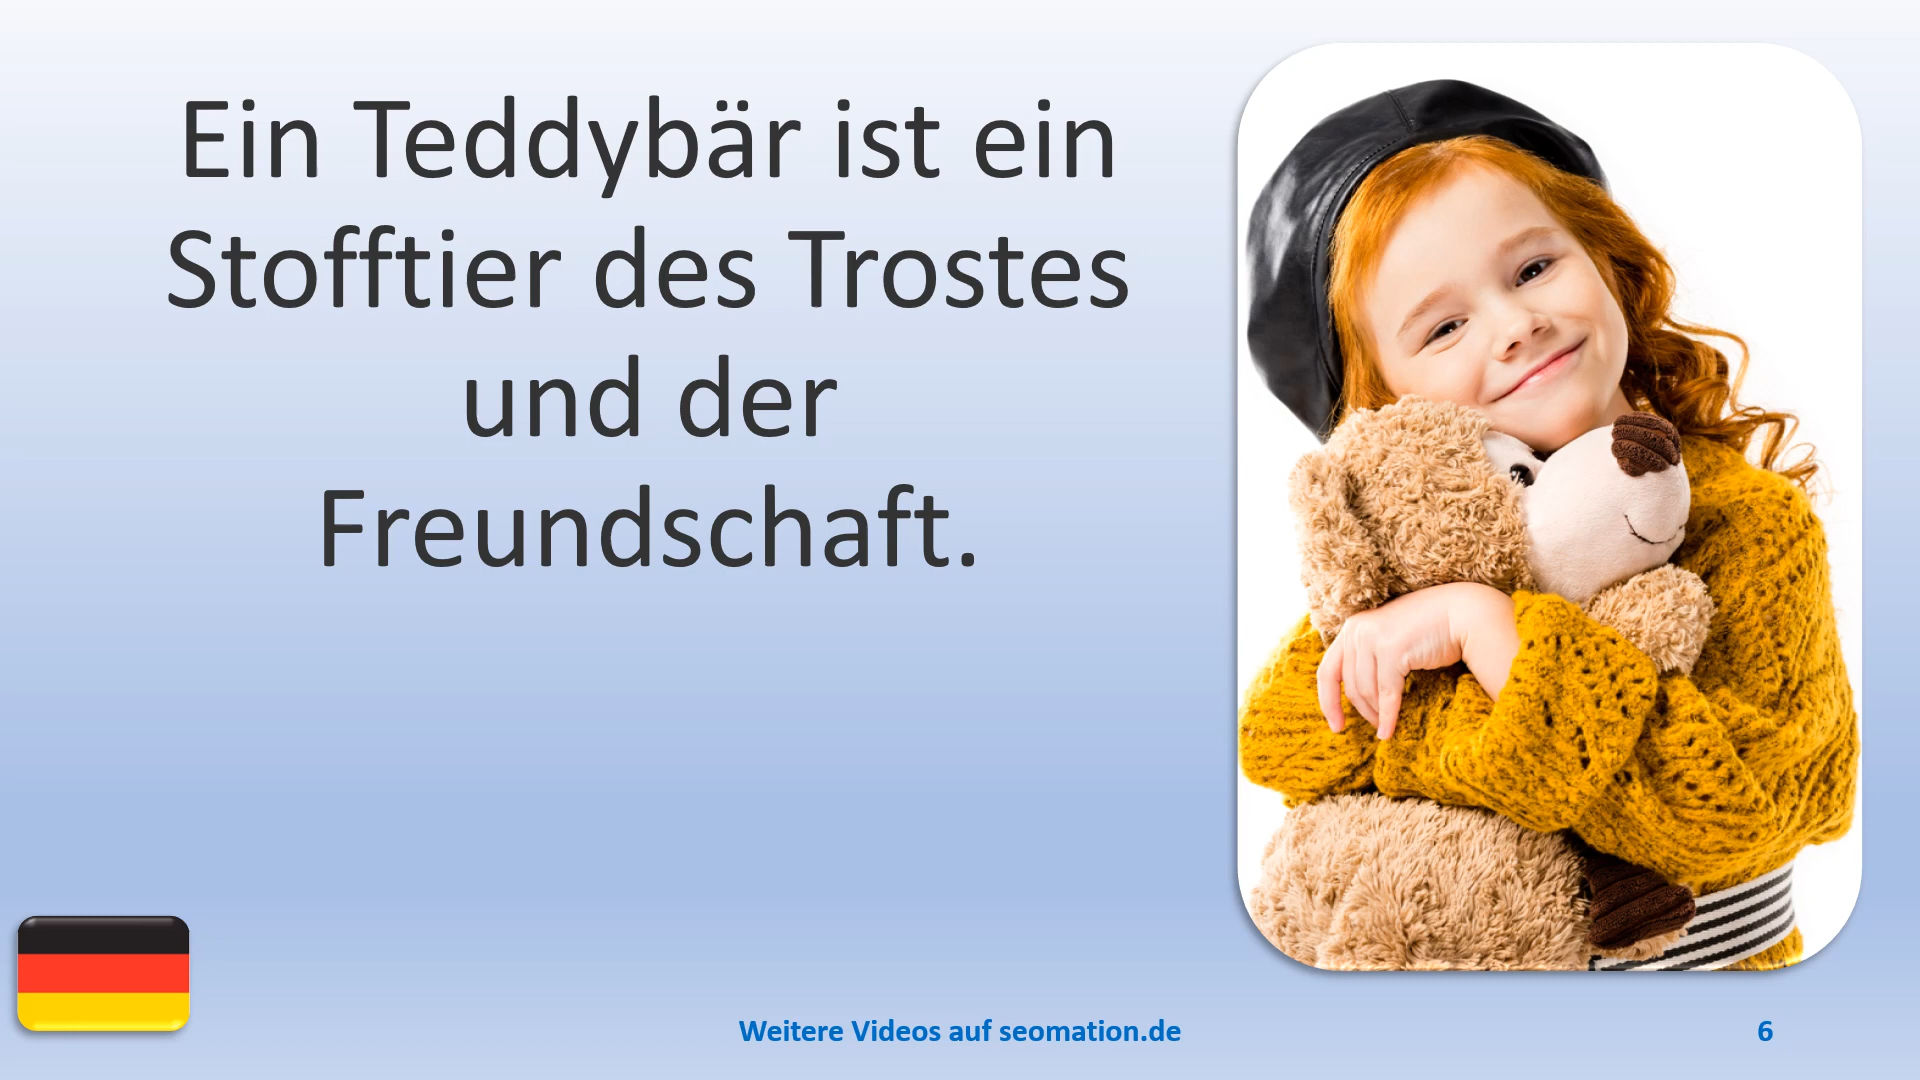 Ein Teddybär ist ein
Stofftier des Trostes
und der
Freundschaft.
Weitere Videos auf seomation.de
6